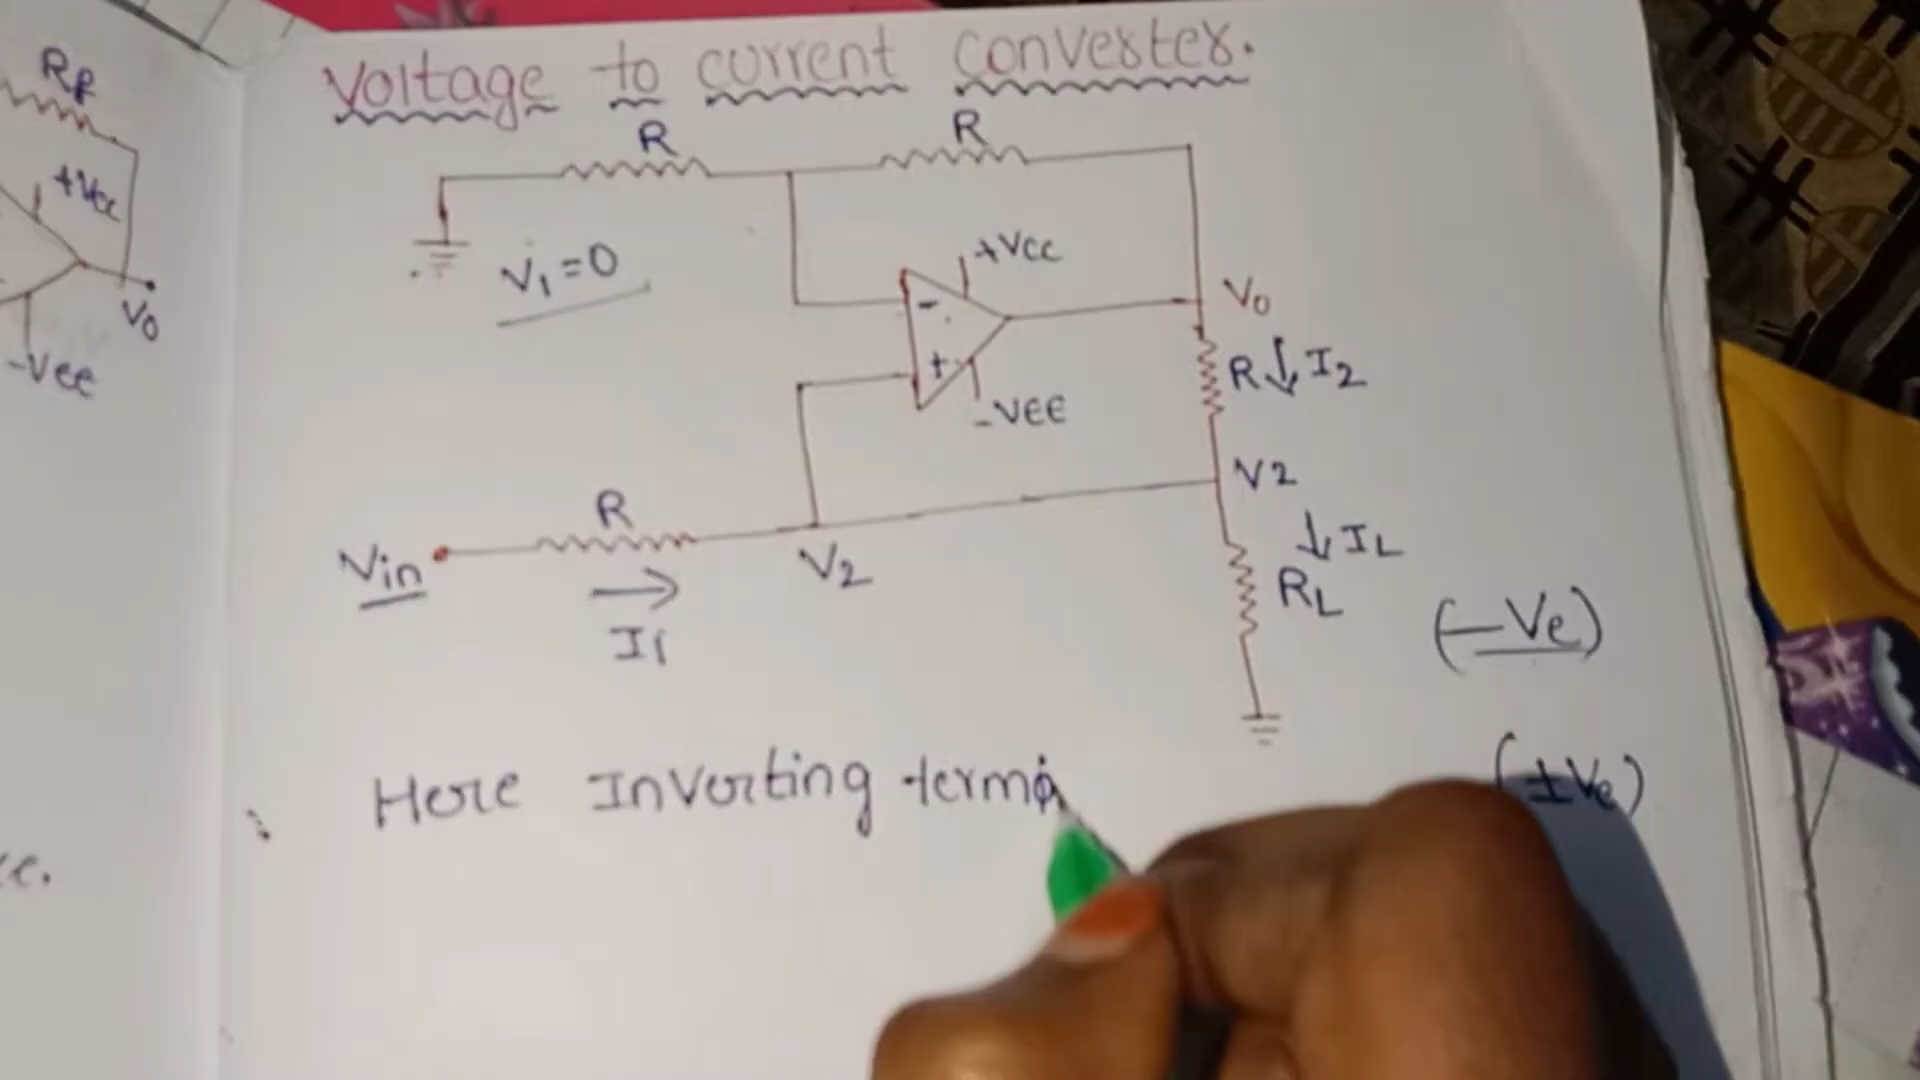 Voltage to current converter.
RF
+Vcc
V0
-VEE
R
R
V1=0
+VCC
-
+
-VEE
V0
R ↓ I2
V2
↓ IL
RL
R
Vin
→
I1
V2
(-Ve)
(+Ve)
Here Inverting termi